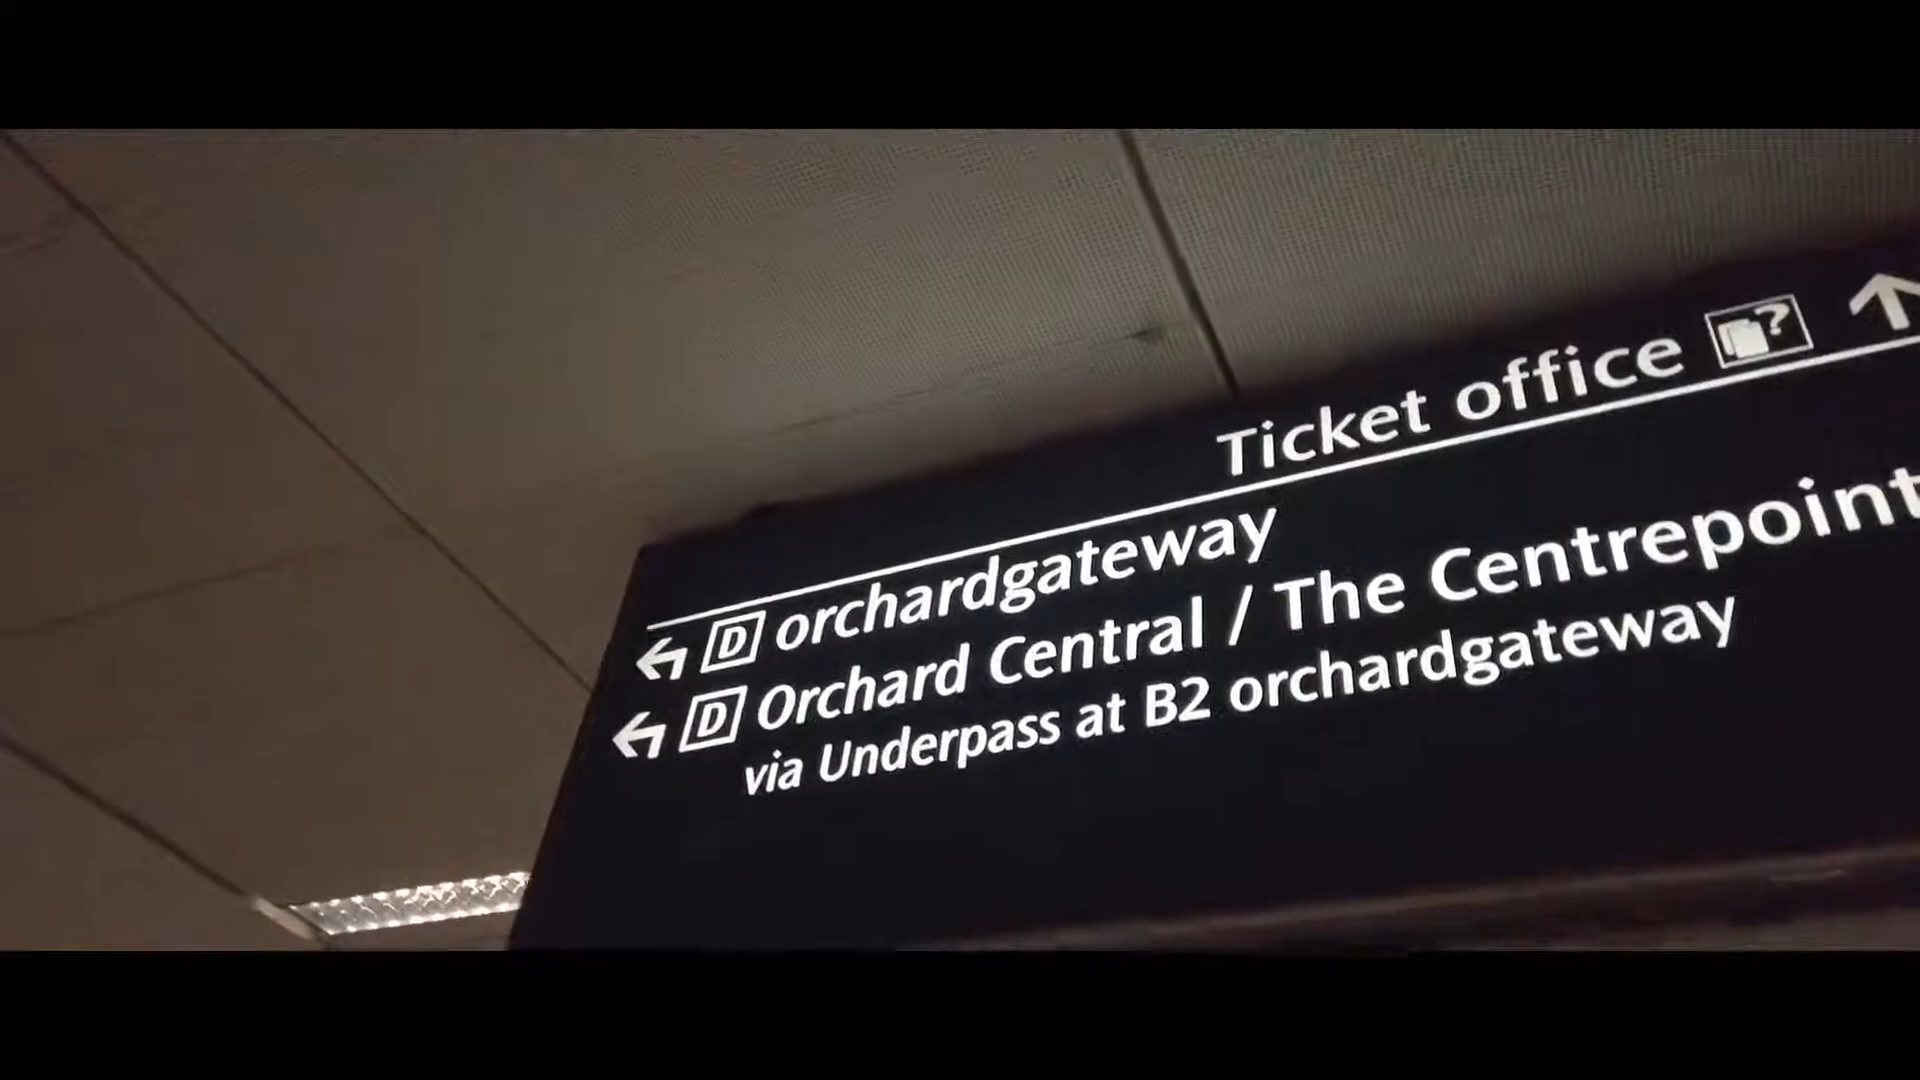 Ticket office ?
D orchardgateway
D Orchard Central / The Centrepoint
via Underpass at B2 orchardgateway